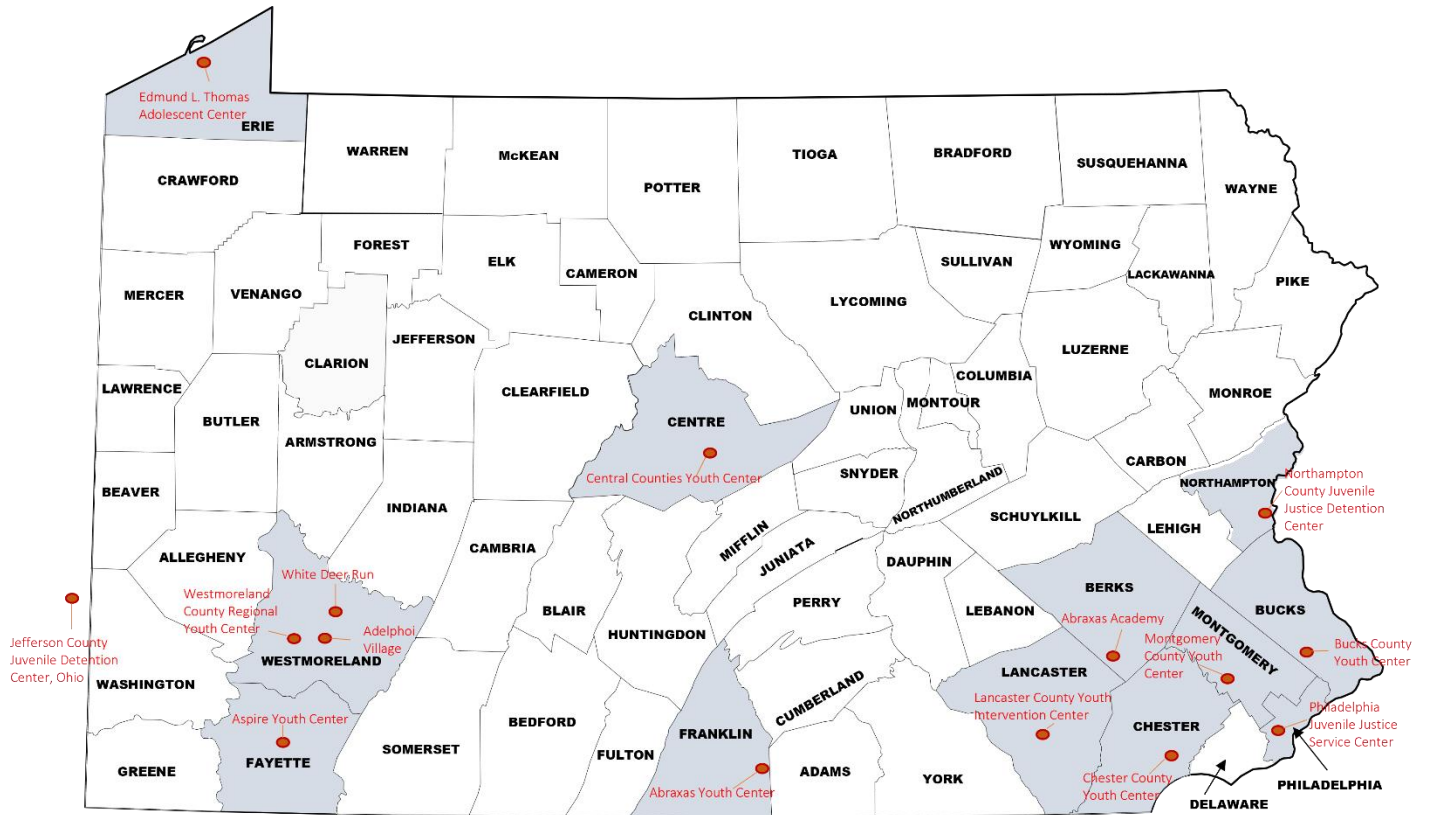 Edmund L. Thomas
Adolescent Center
ERIE
WARREN
McKEAN
POTTER
TIOGA
BRADFORD
SUSQUEHANNA
WAYNE
CRAWFORD
FOREST
ELK
CAMERON
SULLIVAN
WYOMING
LACKAWANNA
PIKE
MERCER
VENANGO
JEFFERSON
CLINTON
LYCOMING
LUZERNE
CLARION
LAWRENCE
BUTLER
CLEARFIELD
CENTRE
UNION
MONTOUR
COLUMBIA
MONROE
ARMSTRONG
Central Counties Youth Center
SNYDER
NORTHUMBERLAND
CARBON
NORTHAMPTON
Northampton
County Juvenile
Justice Detention
Center
BEAVER
INDIANA
SCHUYLKILL
LEHIGH
ALLEGHENY
CAMBRIA
MIFFLIN
JUNIATA
DAUPHIN
White Deer Run
Westmoreland
County Regional
Youth Center
Adelphoi
Village
WESTMORELAND
BLAIR
HUNTINGDON
PERRY
LEBANON
BERKS
Abraxas Academy
MONTGOMERY
Montgomery
County Youth
Center
BUCKS
Bucks County
Youth Center
Jefferson County
Juvenile Detention
Center, Ohio
WASHINGTON
Aspire Youth Center
FAYETTE
GREENE
SOMERSET
BEDFORD
FULTON
FRANKLIN
Abraxas Youth Center
CUMBERLAND
ADAMS
YORK
LANCASTER
Lancaster County Youth
Intervention Center
CHESTER
Chester County
Youth Center
Philadelphia
Juvenile Justice
Service Center
PHILADELPHIA
DELAWARE